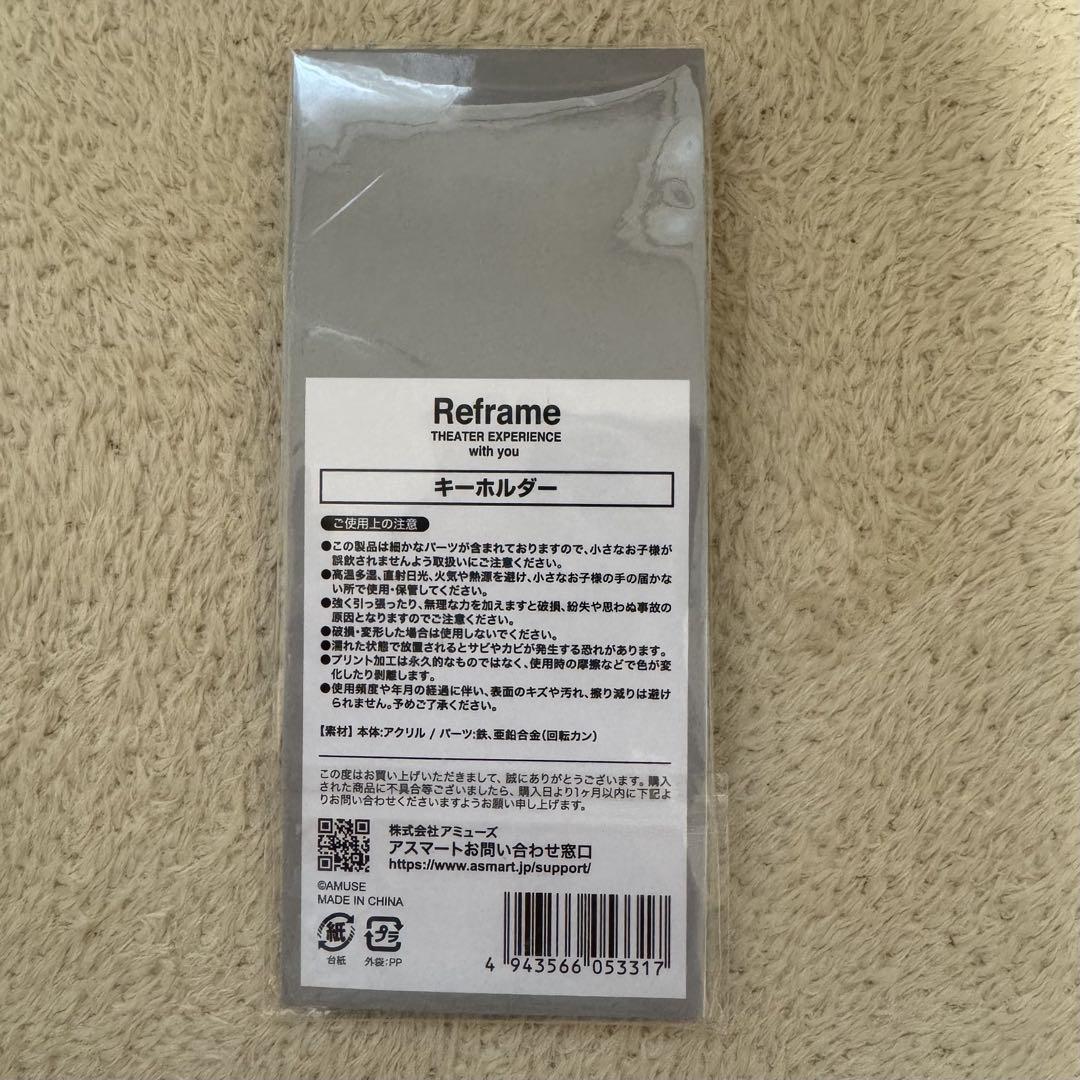 Reframe
THEATER EXPERIENCE
with you
キーホルダー
ご使用上の注意
●この製品は細かなパーツが含まれておりますので、小さなお子様が
誤飲されませんよう取扱いにご注意ください。
●高温多湿、直射日光、火気や熱源を避け、小さなお子様の手の届かな
い所で使用・保管してください。
●強く引っ張ったり、無理な力を加えますと破損、紛失や思わぬ事故の
原因となりますのでご注意ください。
●破損・変形した場合は使用しないでください。
●濡れた状態で放置されるとサビやカビが発生する恐れがあります。
●プリント加工は永久的なものではなく、使用時の摩擦などで色が変
化したり剥離します。
●使用頻度や年月の経過に伴い、表面のキズや汚れ、擦り減りは避け
られません。予めご了承ください。
【素材】本体:アクリル / パーツ:鉄、亜鉛合金(回転カン)
この度はお買い上げいただきまして、誠にありがとうございます。購入
された商品に不具合等ございましたら、購入日より1ヶ月以内に下記よ
りお問い合わせくださいますようお願い申し上げます。
株式会社アミューズ
アスマートお問い合わせ窓口
https://www.asmart.jp/support/
©AMUSE
MADE IN CHINA
紙
プラ
台紙
外袋:PP
4 943566 053317